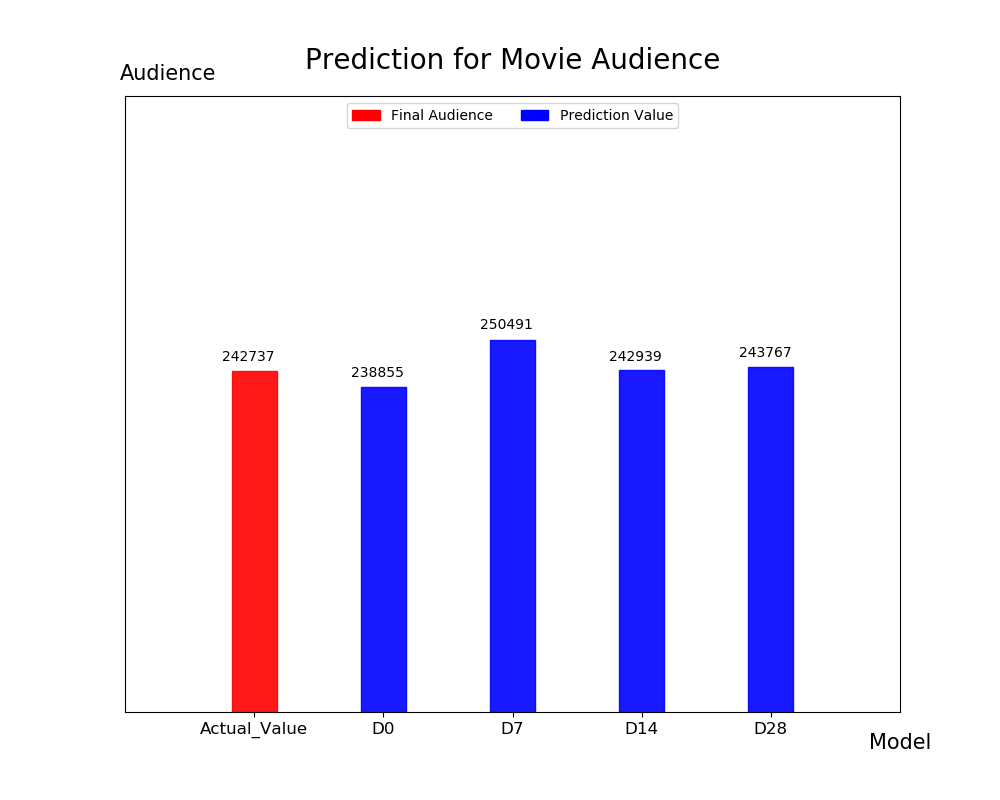 Prediction for Movie Audience
Audience
Final Audience
Prediction Value
242737
238855
250491
242939
243767
Actual_Value
D0
D7
D14
D28
Model